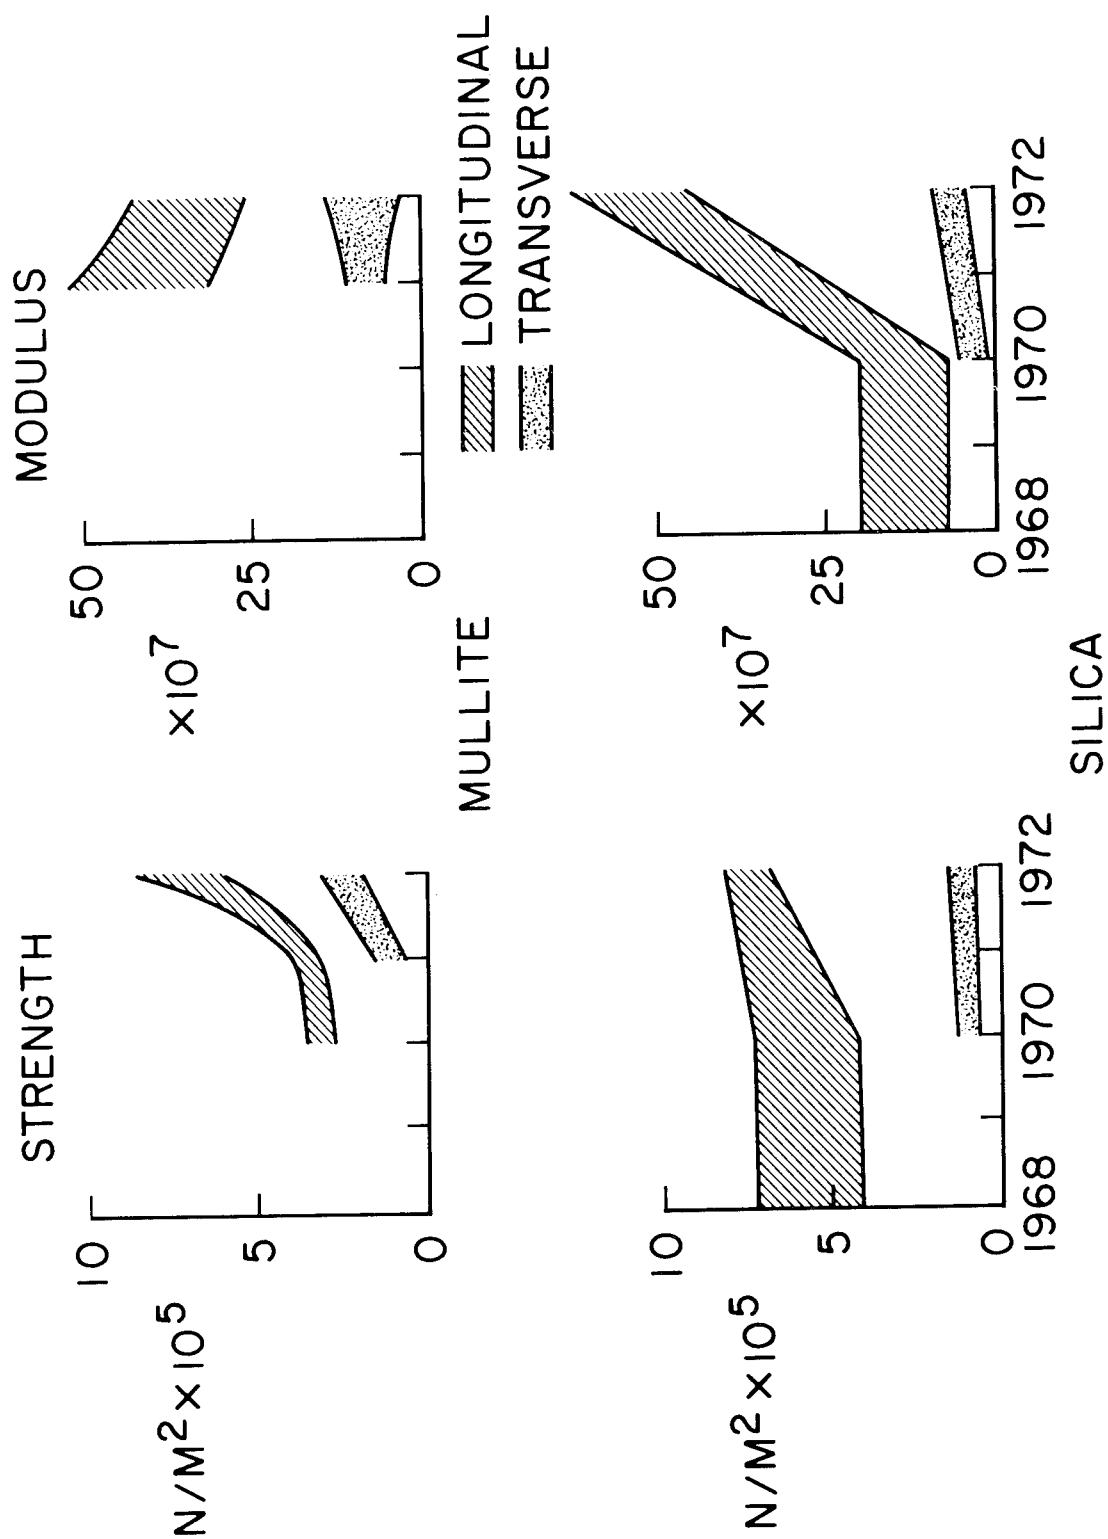 STRENGTH
MODULUS
10
5
0
N/M² × 10⁵
50
25
0
×10⁷
MULLITE
LONGITUDINAL
TRANSVERSE
10
5
0
N/M² × 10⁵
1968 1970 1972
50
25
0
×10⁷
1968 1970 1972
SILICA